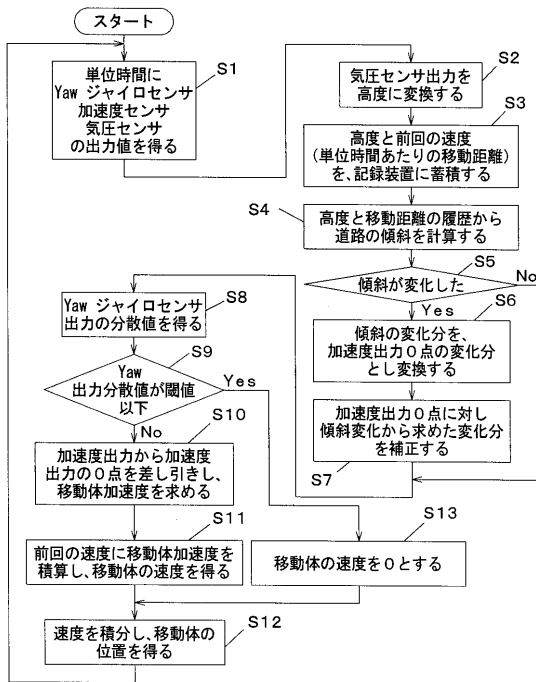 スタート
S1
単位時間に
Yaw ジャイロセンサ
加速度センサ
気圧センサ
の出力値を得る
S2
気圧センサ出力を
高度に変換する
S3
高度と前回の速度
(単位時間あたりの移動距離)
を、記録装置に蓄積する
S4
高度と移動距離の履歴から
道路の傾斜を計算する
S5
傾斜が変化した
No
Yes
S6
傾斜の変化分を、
加速度出力0点の変化分
とし変換する
S7
加速度出力0点に対し
傾斜変化から求めた変化分
を補正する
S8
Yaw ジャイロセンサ
出力の分散値を得る
S9
Yaw
出力分散値が閾値
以下
Yes
No
S10
加速度出力から加速度
出力の0点を差し引きし、
移動体加速度を求める
S11
前回の速度に移動体加速度を
積算し、移動体の速度を得る
S13
移動体の速度を0とする
S12
速度を積分し、移動体の
位置を得る